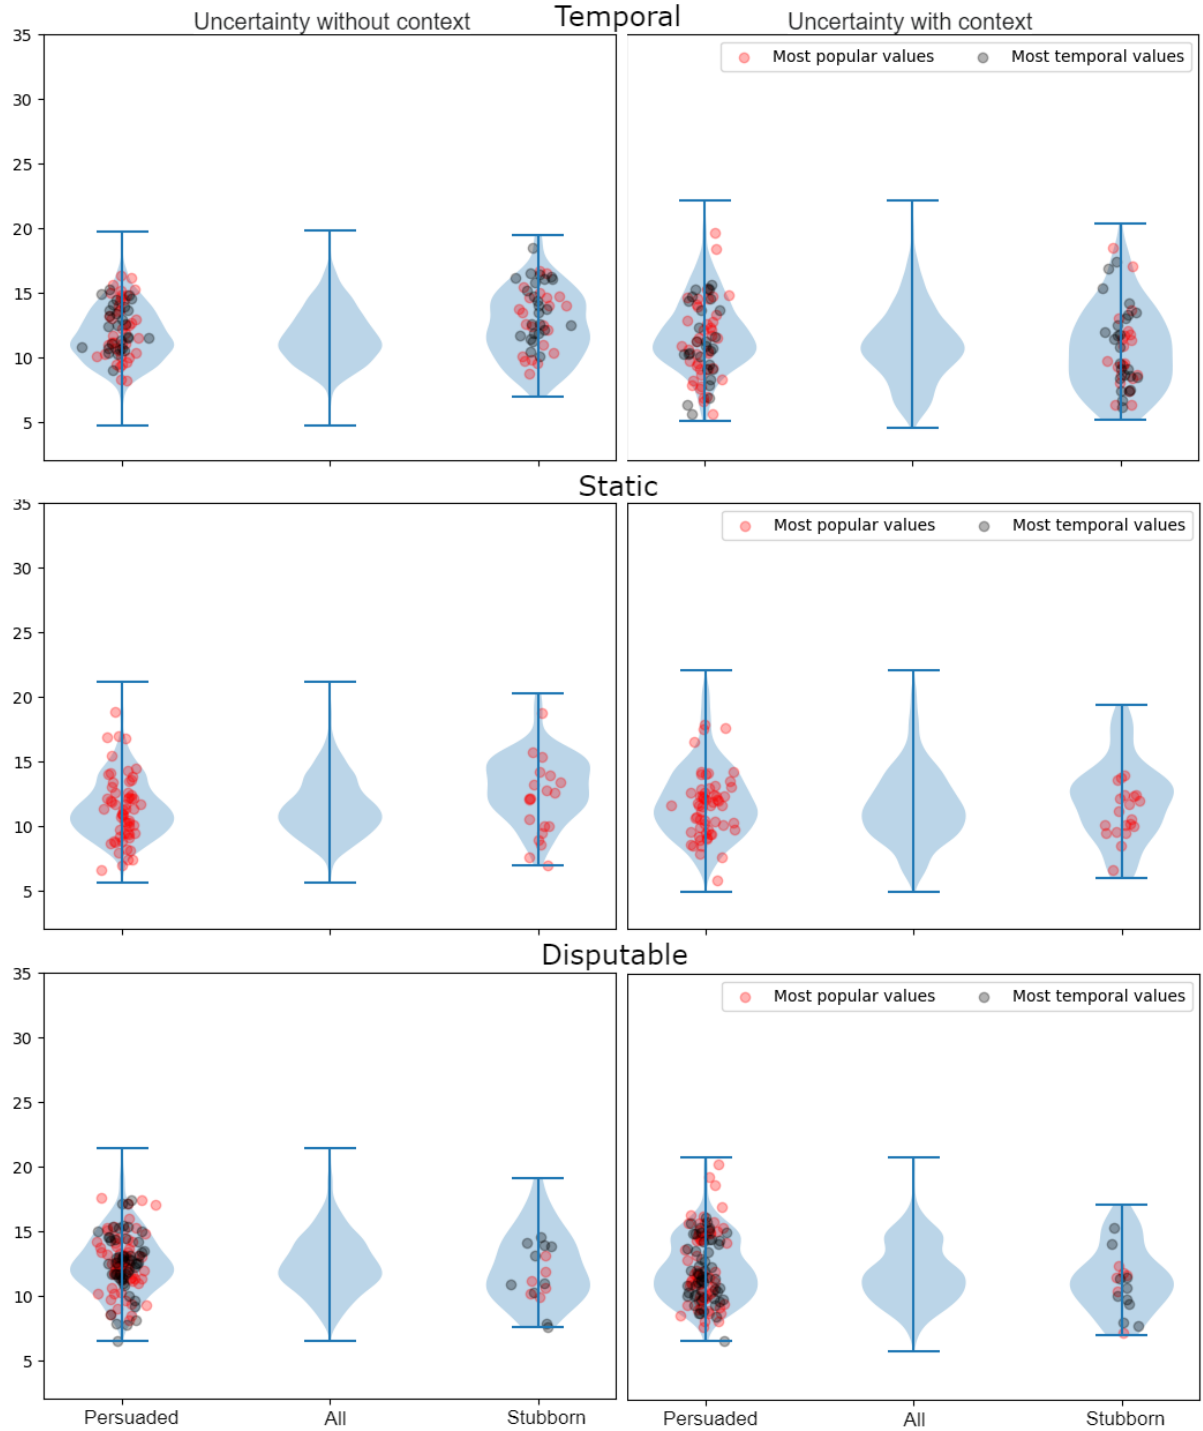 Temporal
Uncertainty without context
Uncertainty with context
Most popular values
Most temporal values
35
30
25
20
15
10
5
Static
Most popular values
Most temporal values
35
30
25
20
15
10
5
Disputable
Most popular values
Most temporal values
35
30
25
20
15
10
5
Persuaded
All
Stubborn
Persuaded
All
Stubborn